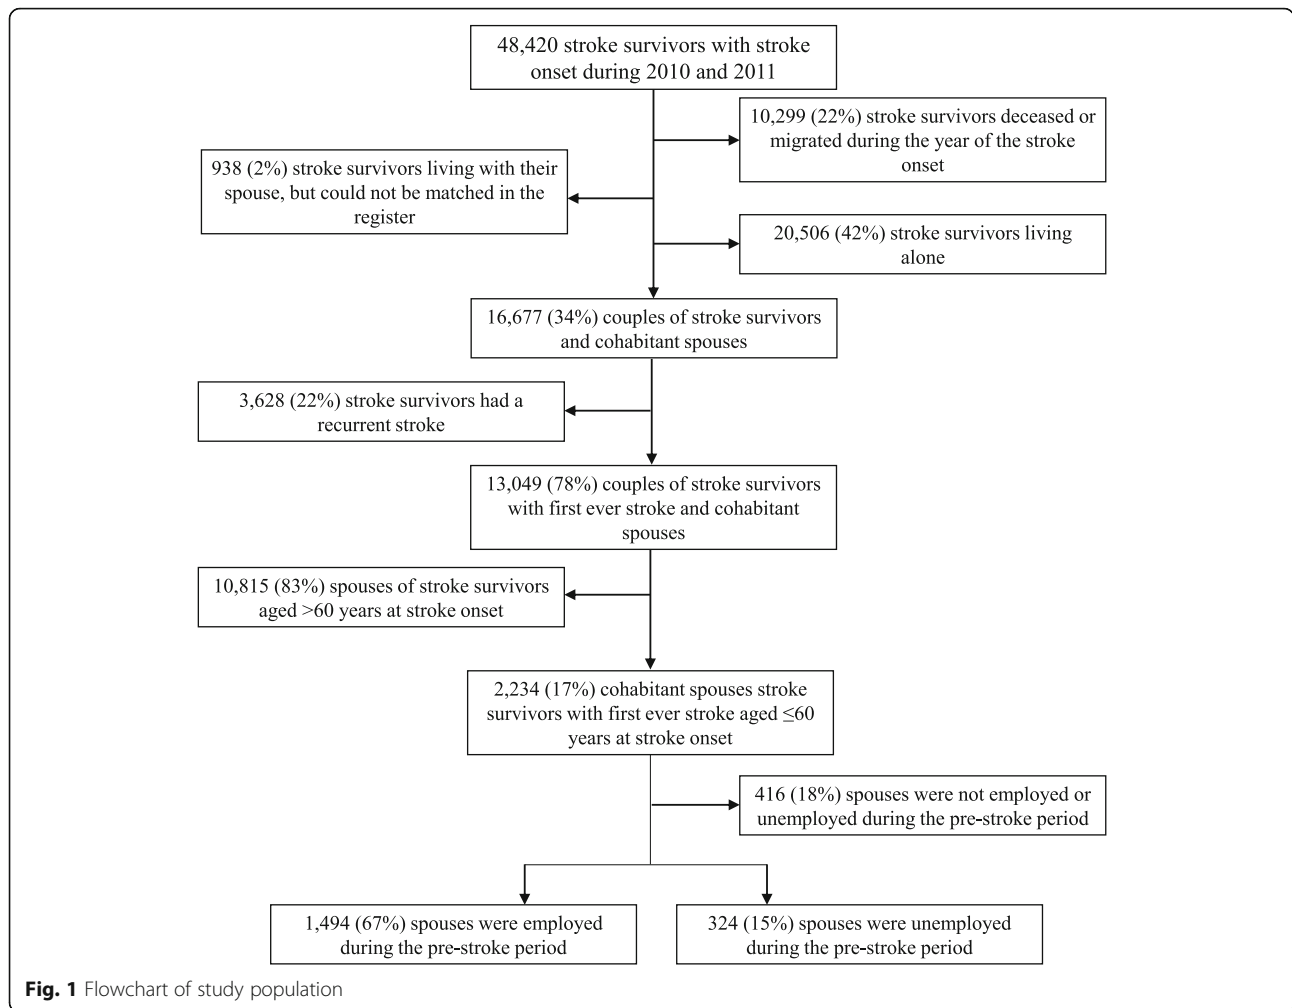 48,420 stroke survivors with stroke
onset during 2010 and 2011
10,299 (22%) stroke survivors deceased or
migrated during the year of the stroke
onset
938 (2%) stroke survivors living with their
spouse, but could not be matched in the
register
20,506 (42%) stroke survivors living
alone
16,677 (34%) couples of stroke survivors
and cohabitant spouses
3,628 (22%) stroke survivors had a
recurrent stroke
13,049 (78%) couples of stroke survivors
with first ever stroke and cohabitant
spouses
10,815 (83%) spouses of stroke survivors
aged >60 years at stroke onset
2,234 (17%) cohabitant spouses stroke
survivors with first ever stroke aged ≤60
years at stroke onset
416 (18%) spouses were not employed or
unemployed during the pre-stroke period
1,494 (67%) spouses were employed
during the pre-stroke period
324 (15%) spouses were unemployed
during the pre-stroke period
Fig. 1 Flowchart of study population